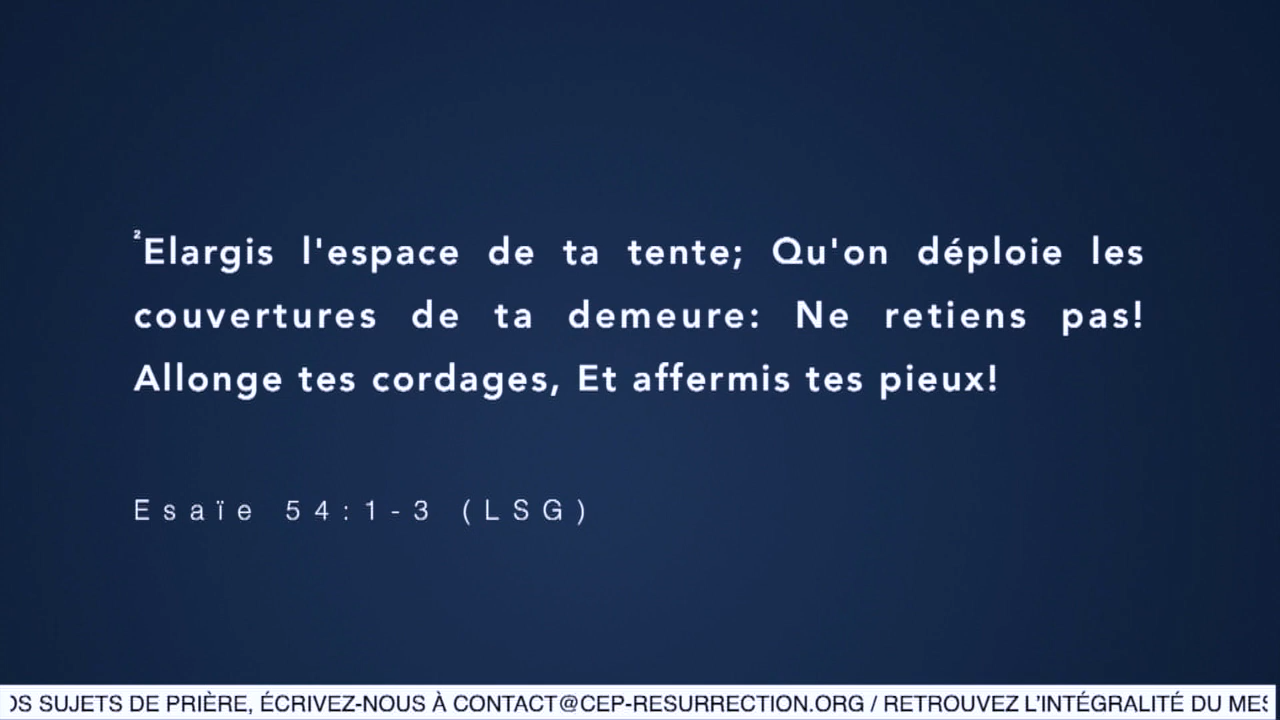 ²Elargis l'espace de ta tente; Qu'on déploie les
couvertures de ta demeure: Ne retiens pas!
Allonge tes cordages, Et affermis tes pieux!
Esaïe 54:1-3 (LSG)
SUJETS DE PRIÈRE, ÉCRIVEZ-NOUS À CONTACT@CEP-RESURRECTION.ORG / RETROUVEZ L'INTÉGRALITÉ DU